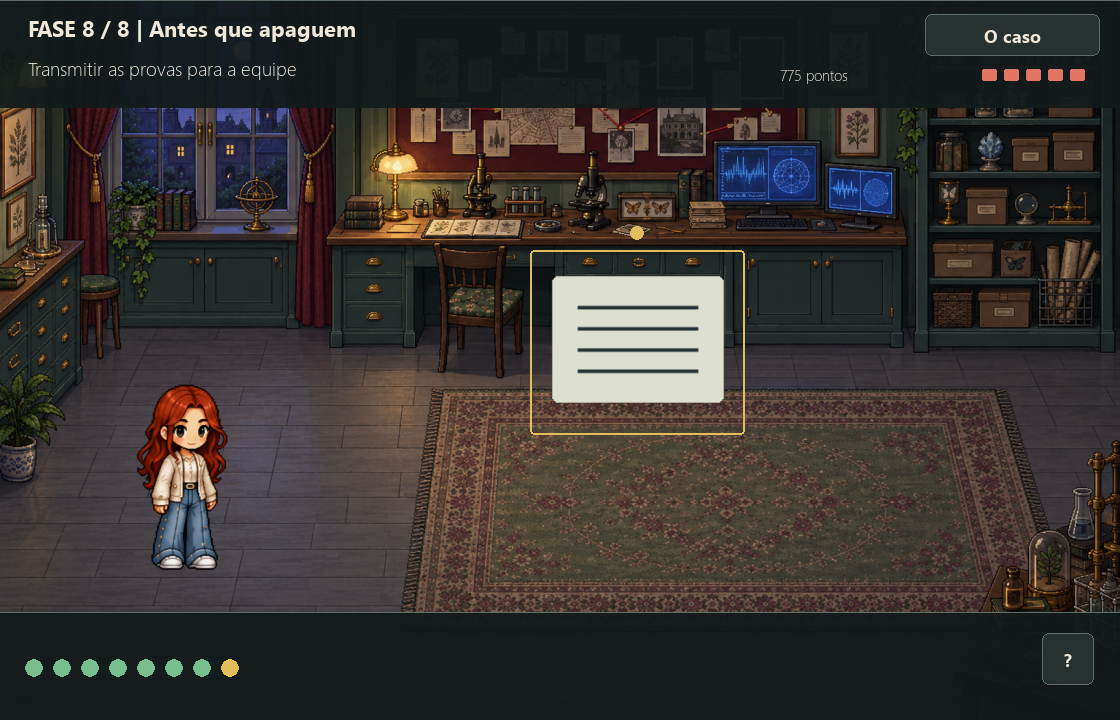 FASE 8 / 8 | Antes que apaguem
Transmitir as provas para a equipe
O caso
775 pontos
?